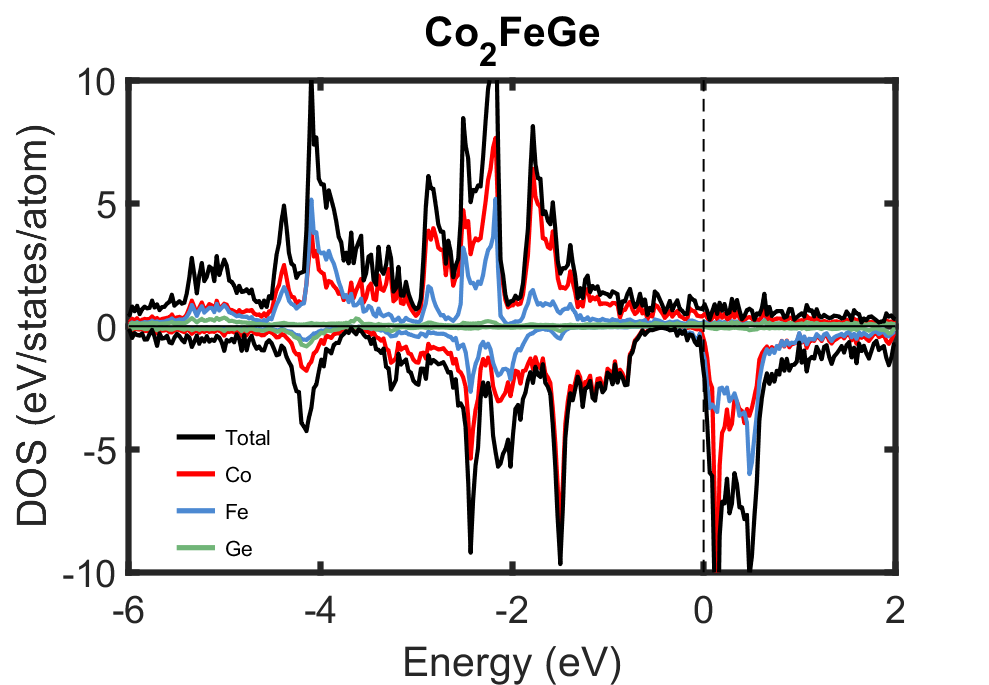 Co2FeGe
DOS (eV/states/atom)
10
5
0
-5
-10
Total
Co
Fe
Ge
-6 -4 -2 0 2
Energy (eV)